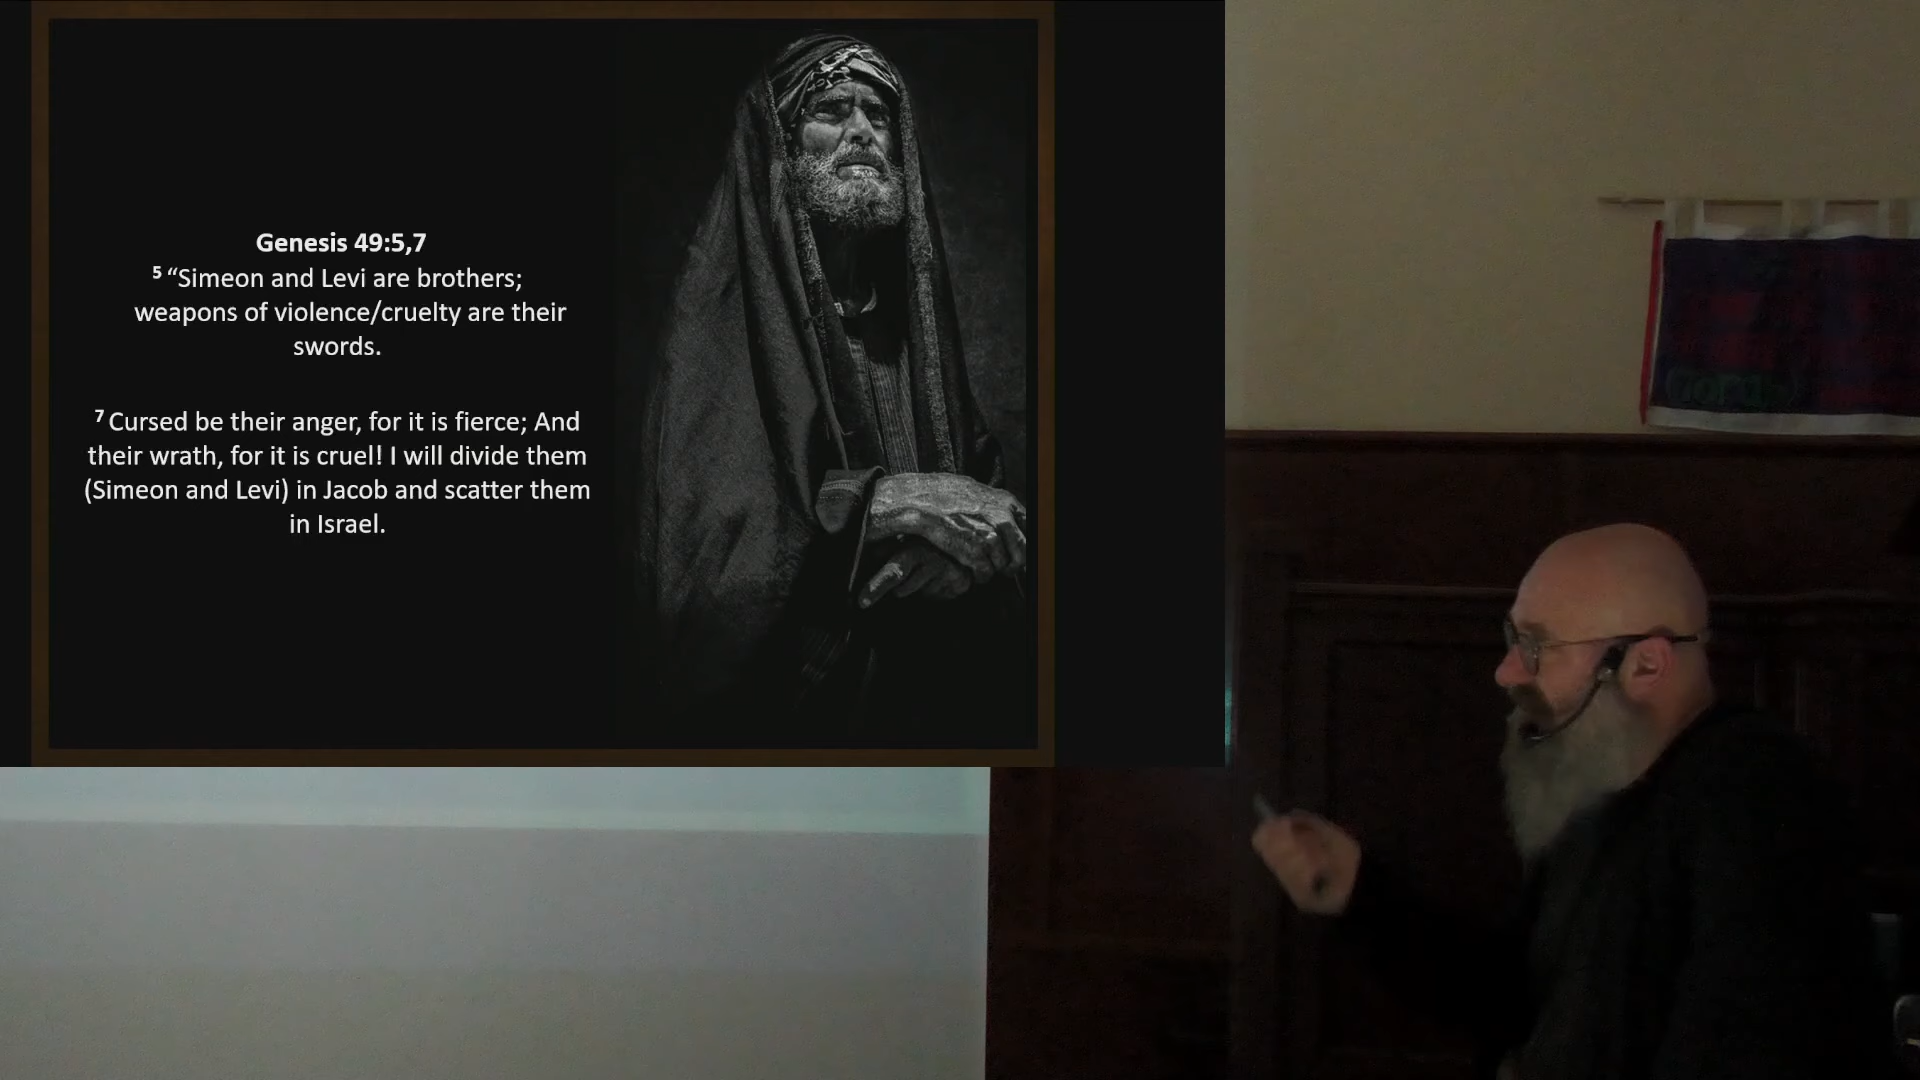 Genesis 49:5,7
5 “Simeon and Levi are brothers;
weapons of violence/cruelty are their
swords.
7 Cursed be their anger, for it is fierce; And
their wrath, for it is cruel! I will divide them
(Simeon and Levi) in Jacob and scatter them
in Israel.